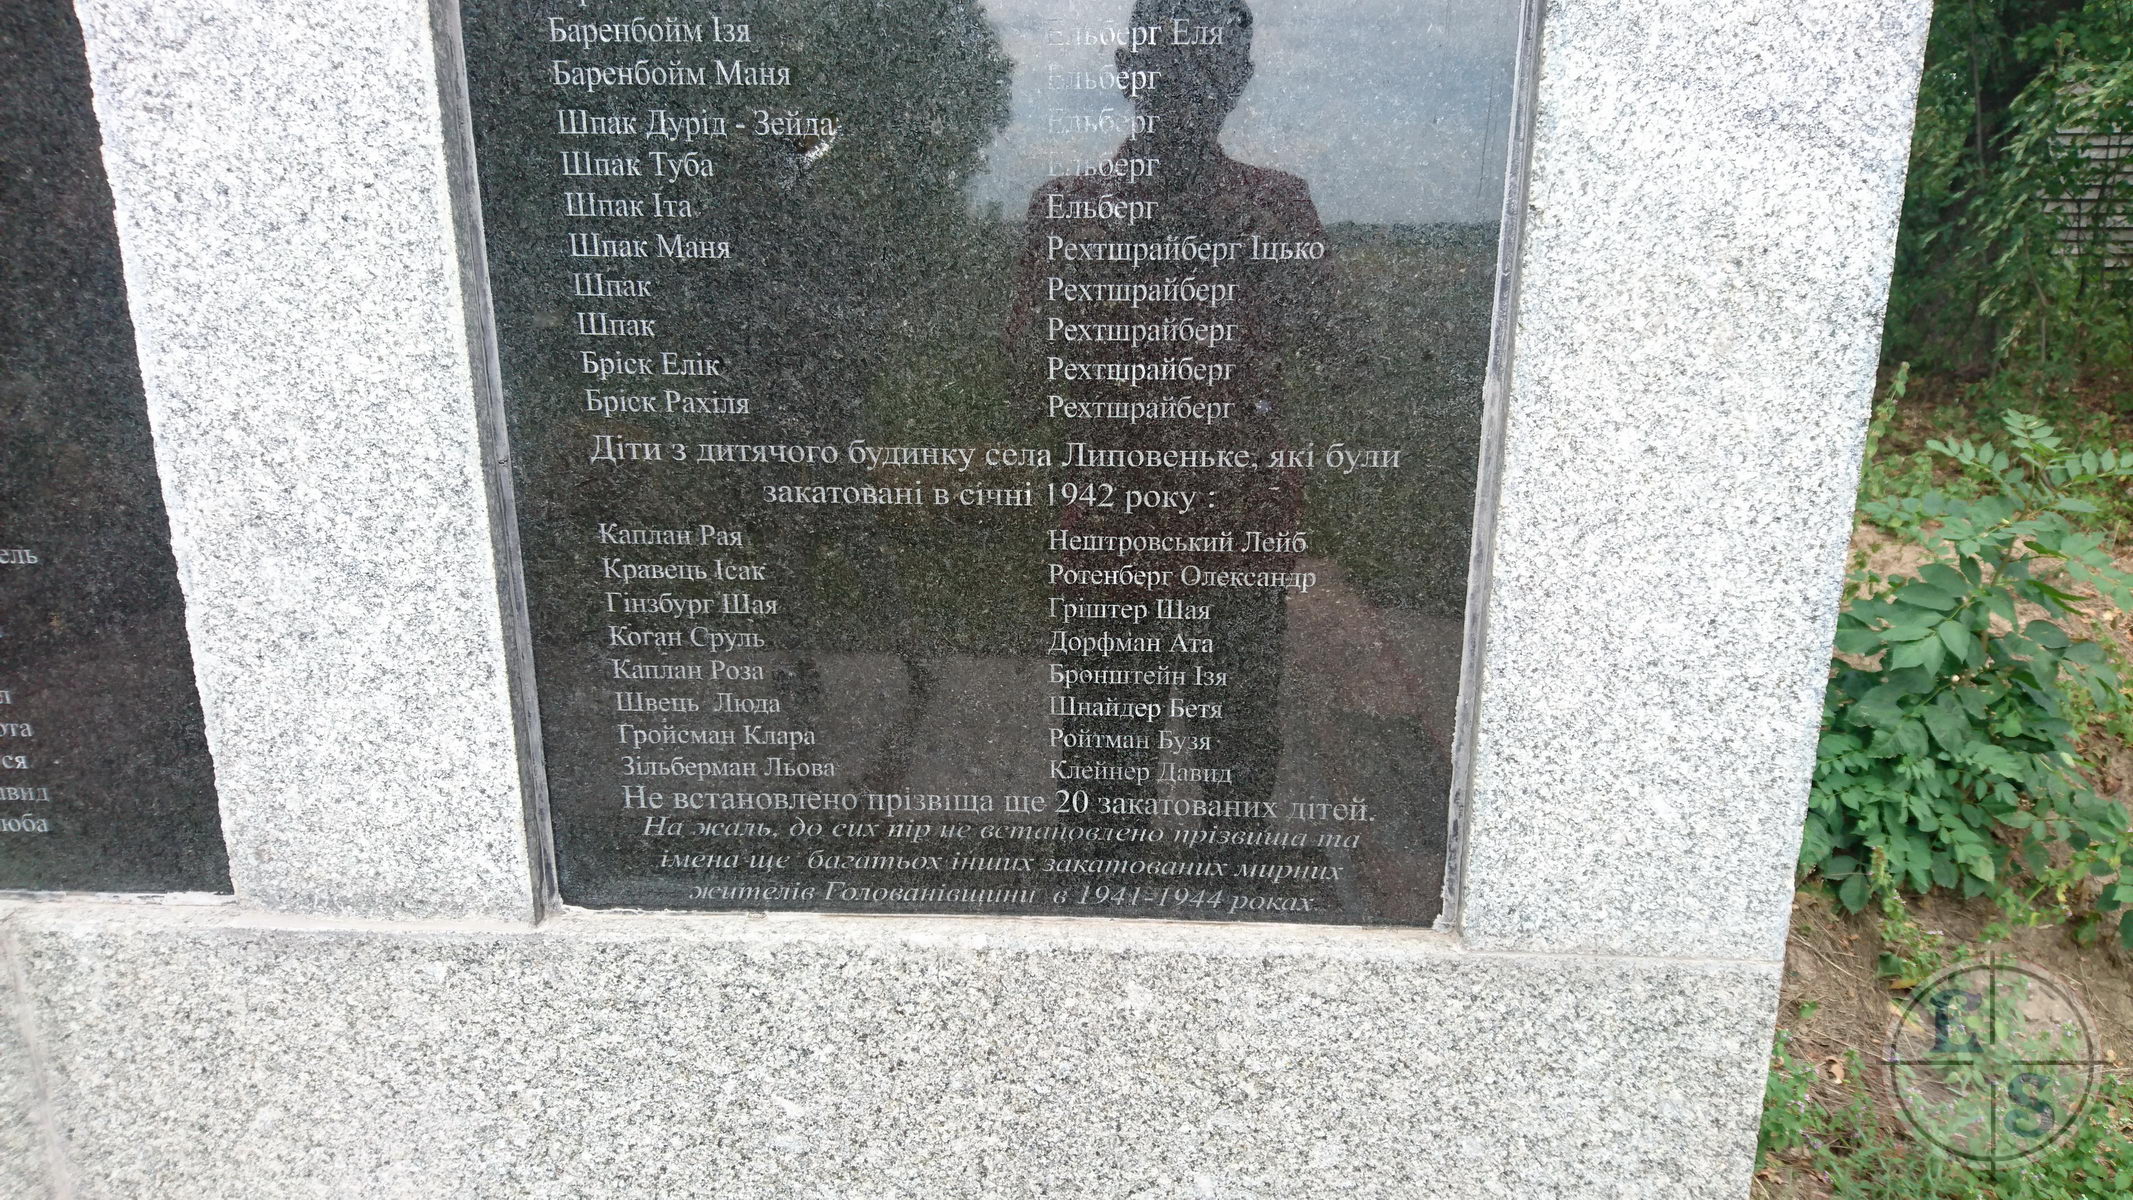 Баренбойм Ізя
Баренбойм Маня
Шпак Дурід - Зейда
Шпак Туба
Шпак Іта
Шпак Маня
Шпак
Шпак
Бріск Елік
Бріск Рахіля
Ельберг Еля
Ельберг
Ельберг
Ельберг
Ельберг
Рехтшрайберг Іцько
Рехтшрайберг
Рехтшрайберг
Рехтшрайберг
Рехтшрайберг
Діти з дитячого будинку села Липовеньке, які були
закатовані в січні 1942 року :
Каплан Рая
Кравець Ісак
Гінзбург Шая
Коган Сруль
Каплан Роза
Швець Люда
Гройсман Клара
Зільберман Льова
Нештровський Лейб
Ротенберг Олександр
Гріштер Шая
Дорфман Ата
Бронштейн Ізя
Шнайдер Бетя
Ройтман Бузя
Клейнер Давид
Не встановлено прізвіща ще 20 закатованих дітей.
На жаль, до сих пір не встановлено прізвища та
імена ще багатьох інших закатованих мирних
жителів Голованівщини в 1941-1944 роках.
E
S